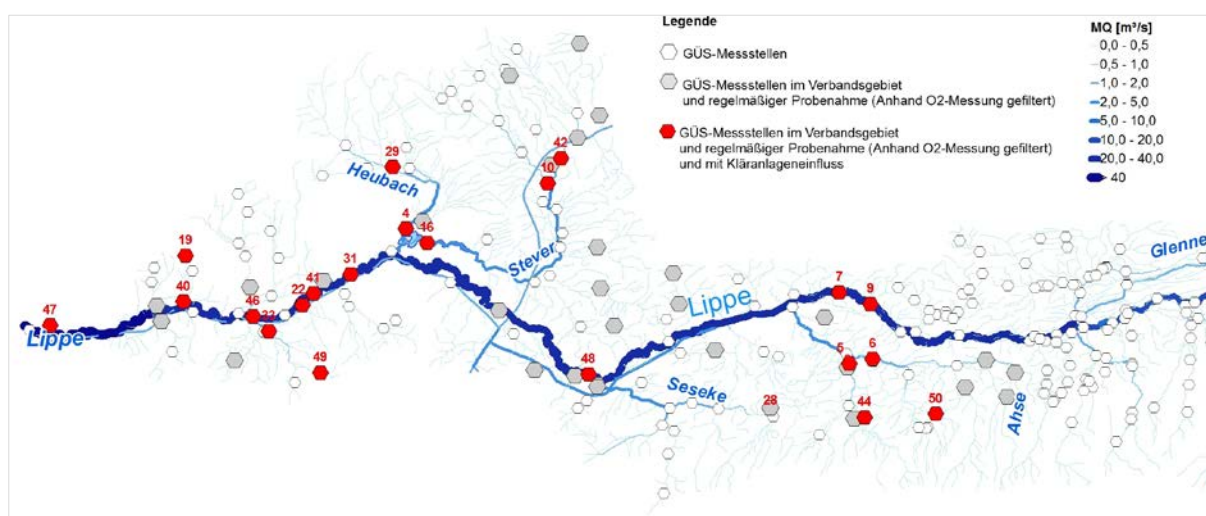 Legende
GÜS-Messstellen
GÜS-Messstellen im Verbandsgebiet
und regelmäßiger Probenahme (Anhand O2-Messung gefiltert)
GÜS-Messstellen im Verbandsgebiet
und regelmäßiger Probenahme (Anhand O2-Messung gefiltert)
und mit Kläranlageneinfluss
MQ [m³/s]
0,0 - 0,5
0,5 - 1,0
1,0 - 2,0
2,0 - 5,0
5,0 - 10,0
10,0 - 20,0
20,0 - 40,0
> 40
42
29
10
Heubach
4
16
19
Stever
Glenne
31
41
7
40
22
9
Lippe
46
47
33
Lippe
5
6
49
48
Seseke
28
44
50
Ahse